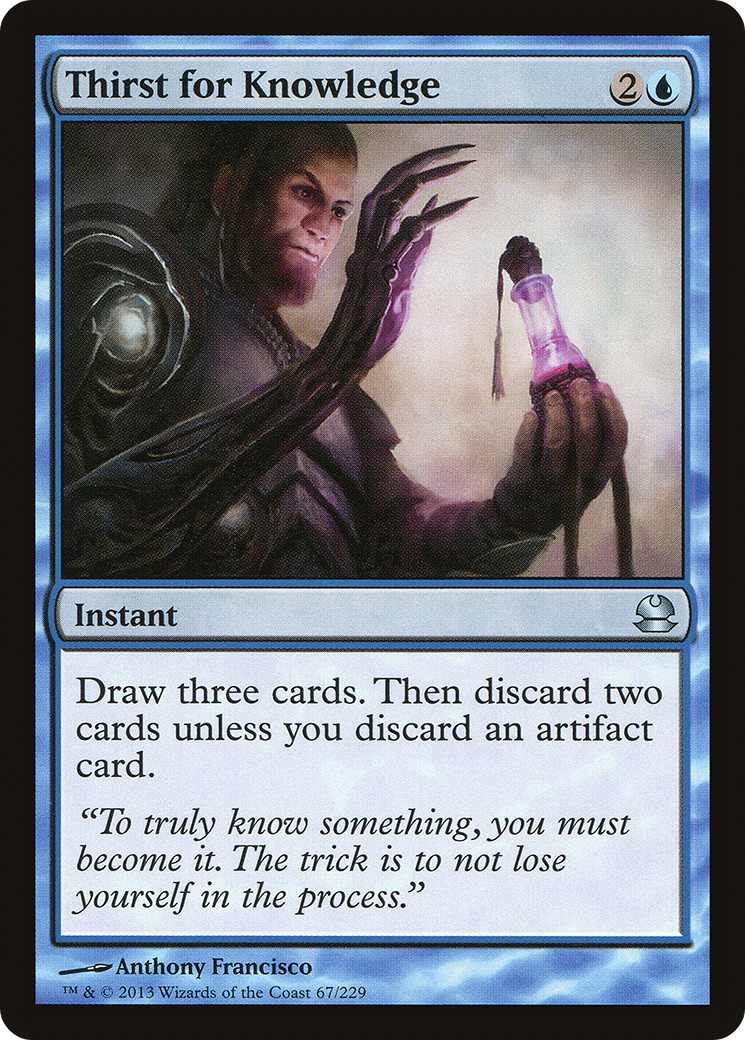 Thirst for Knowledge 2
Instant
Draw three cards. Then discard two
cards unless you discard an artifact
card.
“To truly know something, you must
become it. The trick is to not lose
yourself in the process.”
Anthony Francisco
™ & © 2013 Wizards of the Coast 67/229